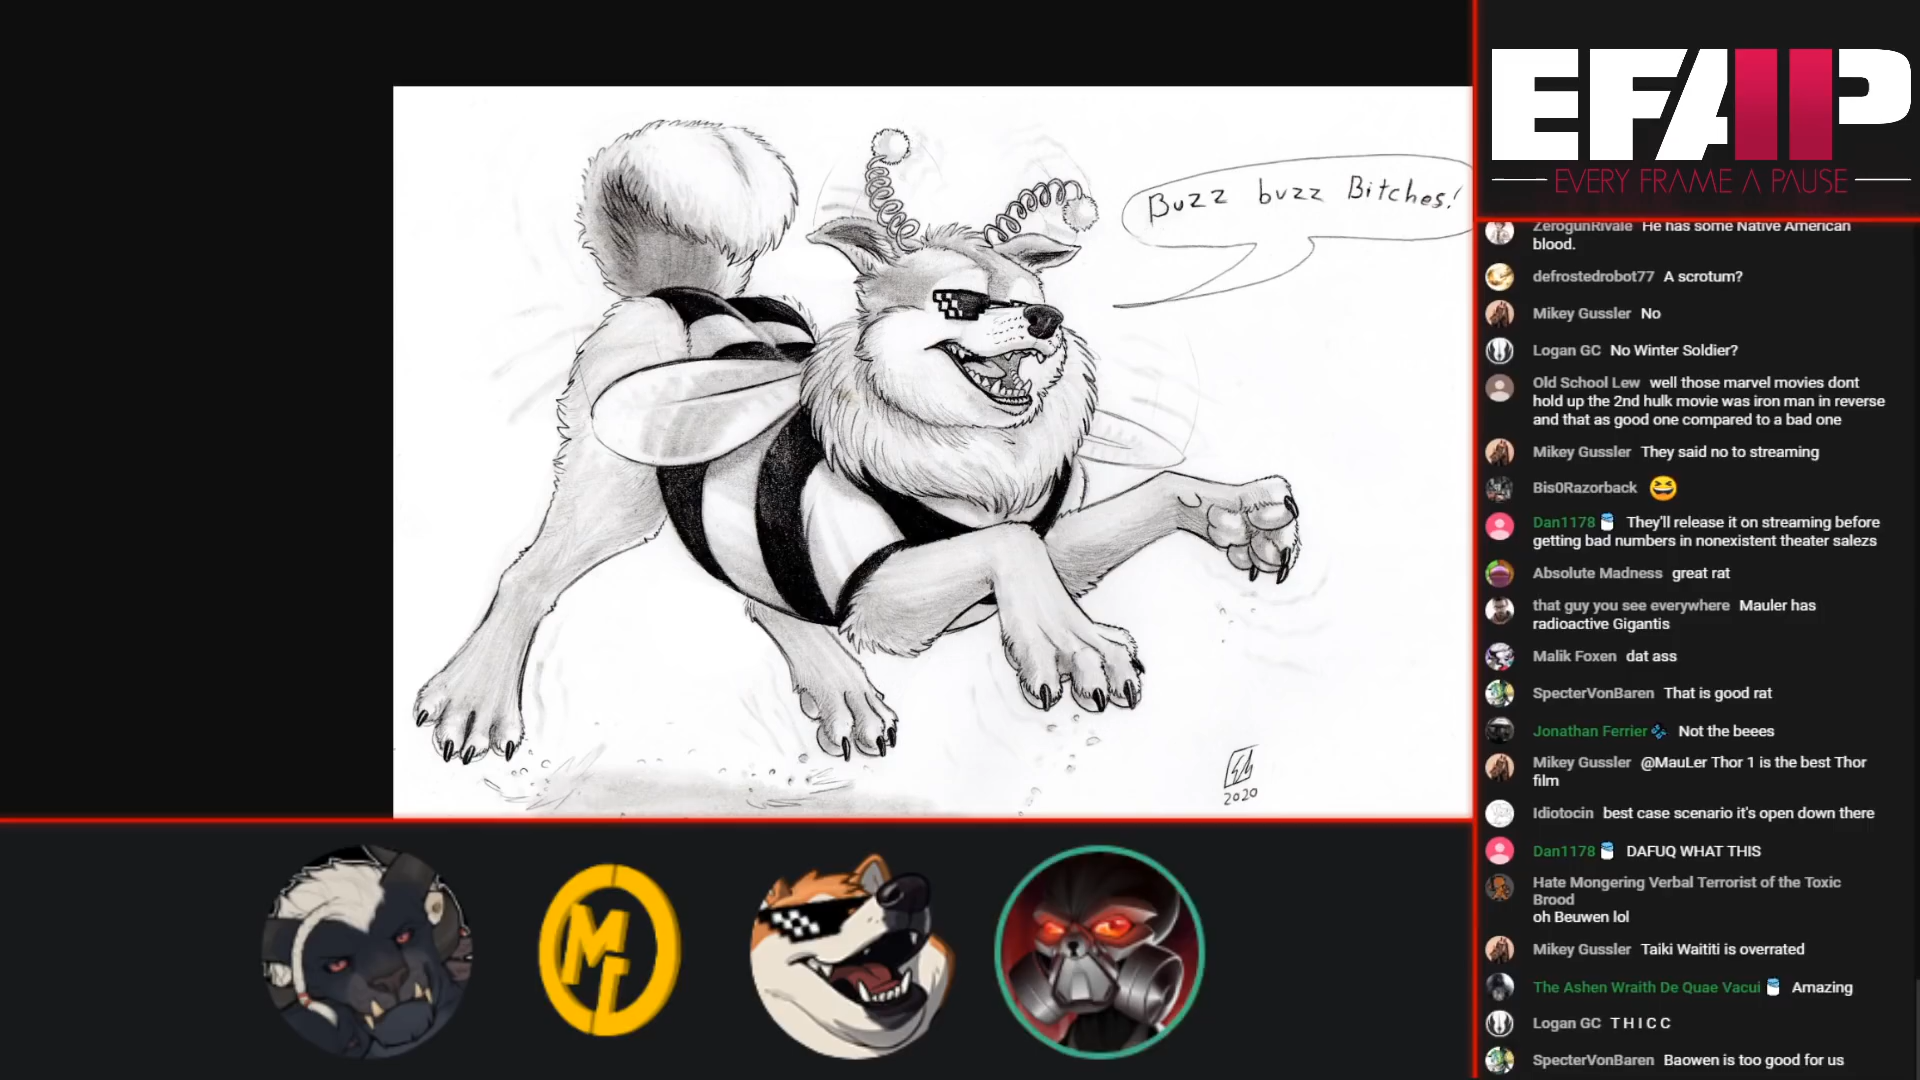 Buzz buzz Bitches!
2020
EFAP
EVERY FRAME A PAUSE
ZerogunRivale He has some Native American
blood.
defrostedrobot77 A scrotum?
Mikey Gussler No
Logan GC No Winter Soldier?
Old School Lew well those marvel movies dont
hold up the 2nd hulk movie was iron man in reverse
and that as good one compared to a bad one
Mikey Gussler They said no to streaming
Bis0Razorback 😆
Dan1178 They'll release it on streaming before
getting bad numbers in nonexistent theater salezs
Absolute Madness great rat
that guy you see everywhere Mauler has
radioactive Gigantis
Malik Foxen dat ass
SpecterVonBaren That is good rat
Jonathan Ferrier Not the beees
Mikey Gussler @MauLer Thor 1 is the best Thor
film
Idiotocin best case scenario it's open down there
Dan1178 DAFUQ WHAT THIS
Hate Mongering Verbal Terrorist of the Toxic
Brood
oh Beuwen lol
Mikey Gussler Taiki Waititi is overrated
The Ashen Wraith De Quae Vacui Amazing
Logan GC T H I C C
SpecterVonBaren Baowen is too good for us